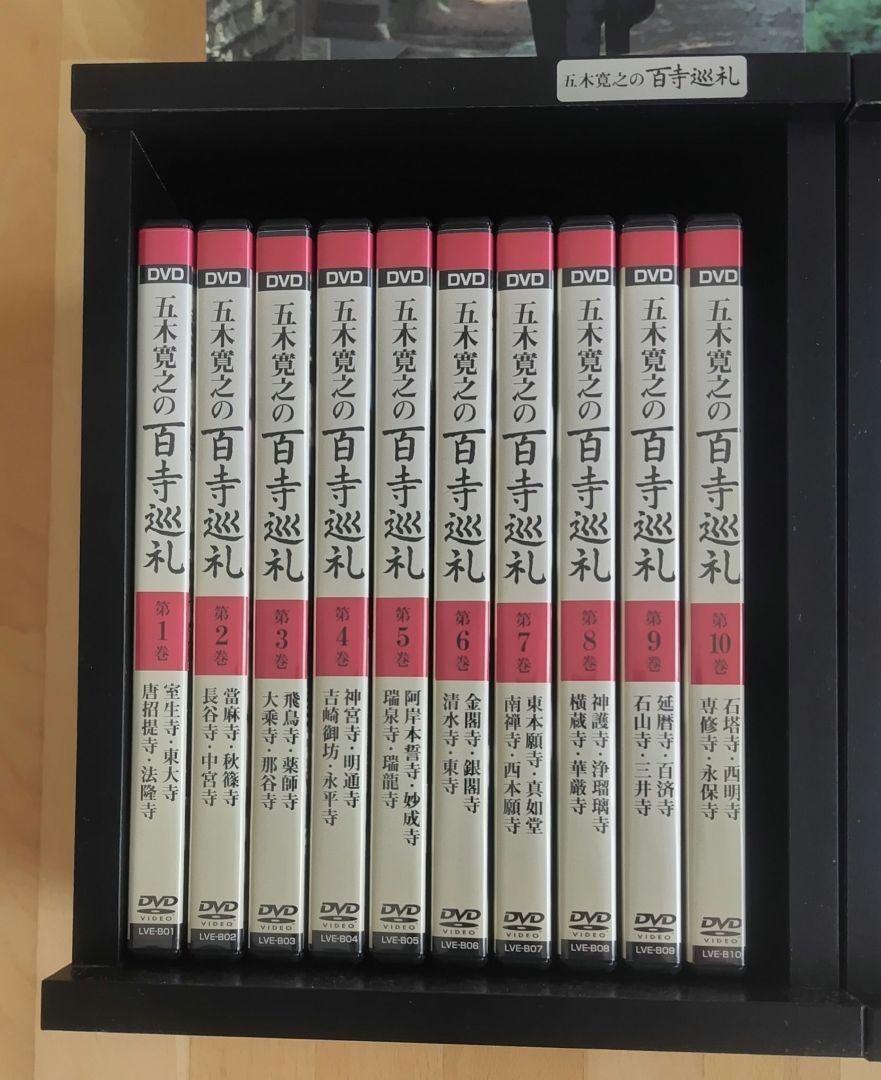 五木寛之の百寺巡礼
DVD
五木寛之の百寺巡礼
第1巻
室生寺・東大寺
唐招提寺・法隆寺
DVD
VIDEO
LVE-B01
DVD
五木寛之の百寺巡礼
第2巻
當麻寺・秋篠寺
長谷寺・中宮寺
DVD
VIDEO
LVE-B02
DVD
五木寛之の百寺巡礼
第3巻
飛鳥寺・薬師寺
大乘寺・那谷寺
DVD
VIDEO
LVE-B03
DVD
五木寛之の百寺巡礼
第4巻
神宮寺・明通寺
吉崎御坊・永平寺
DVD
VIDEO
LVE-B04
DVD
五木寛之の百寺巡礼
第5巻
阿岸本誓寺・妙成寺
瑞泉寺・瑞龍寺
DVD
VIDEO
LVE-B05
DVD
五木寛之の百寺巡礼
第6巻
金閣寺・銀閣寺
清水寺・東寺
DVD
VIDEO
LVE-B06
DVD
五木寛之の百寺巡礼
第7巻
東本願寺・真如堂
南禅寺・西本願寺
DVD
VIDEO
LVE-B07
DVD
五木寛之の百寺巡礼
第8巻
神護寺・浄瑠璃寺
横蔵寺・華厳寺
DVD
VIDEO
LVE-B08
DVD
五木寛之の百寺巡礼
第9巻
延暦寺・百済寺
石山寺・三井寺
DVD
VIDEO
LVE-B09
DVD
五木寛之の百寺巡礼
第10巻
石塔寺・西明寺
専修寺・永保寺
DVD
VIDEO
LVE-B10